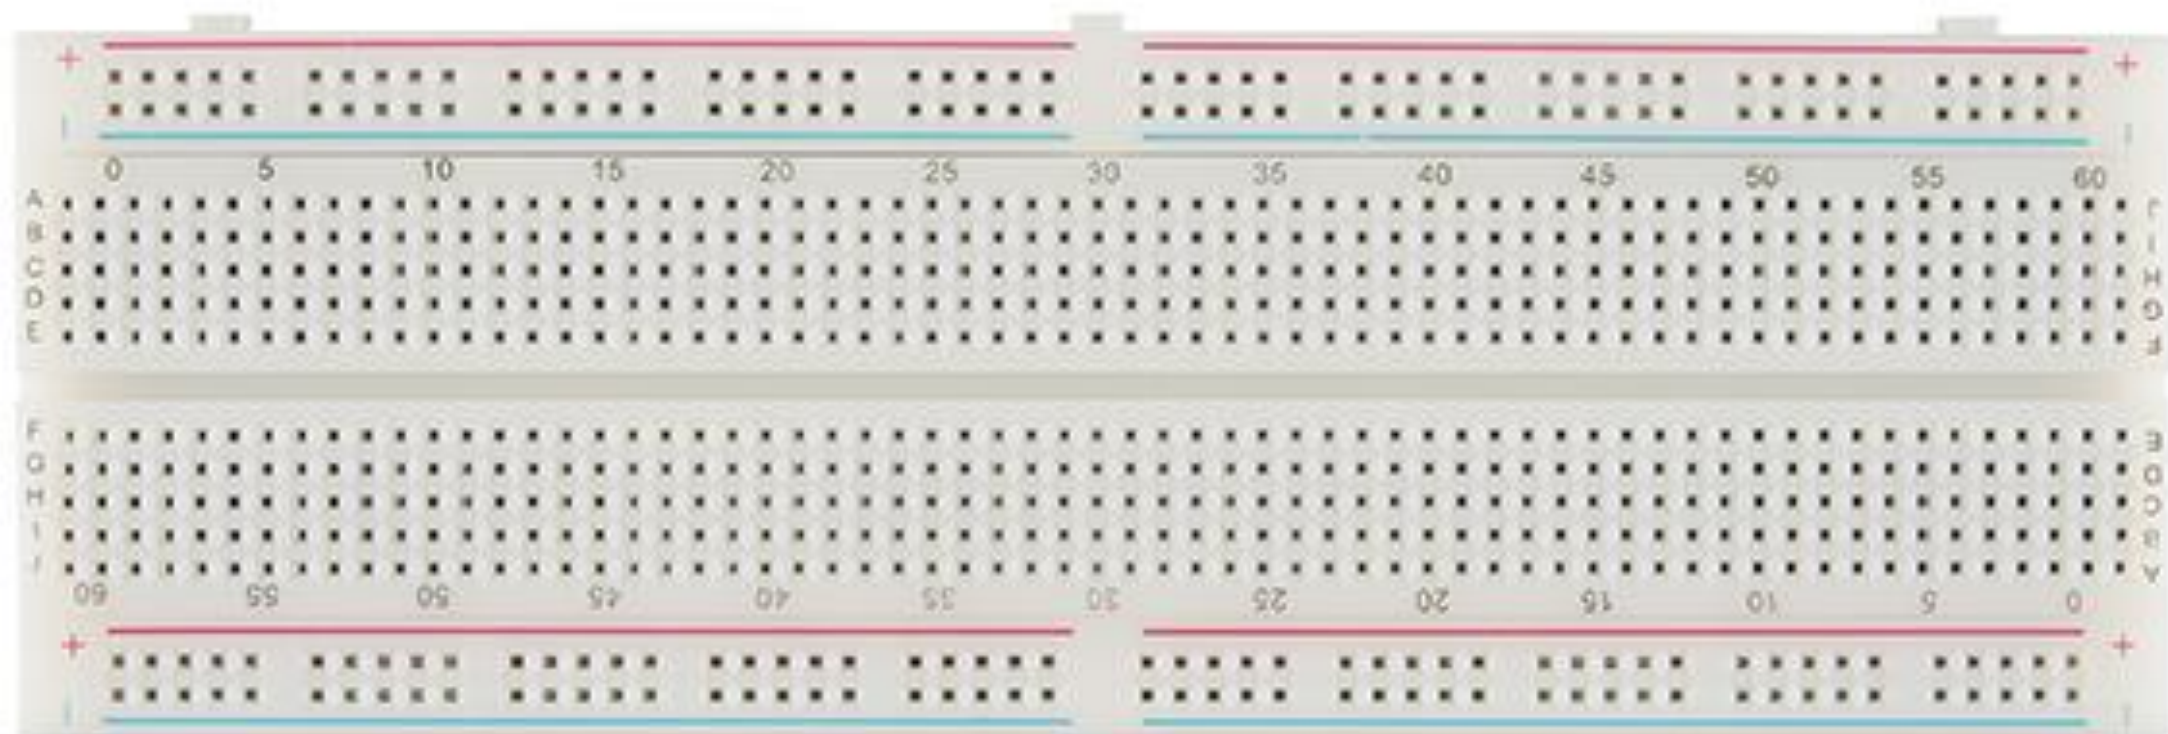 + +
- -
0 5 10 15 20 25 30 35 40 45 50 55 60
A J
B I
C H
D G
E F
F E
G D
H C
I B
J A
60 55 50 45 40 35 30 25 20 15 10 5 0
+ +
- -